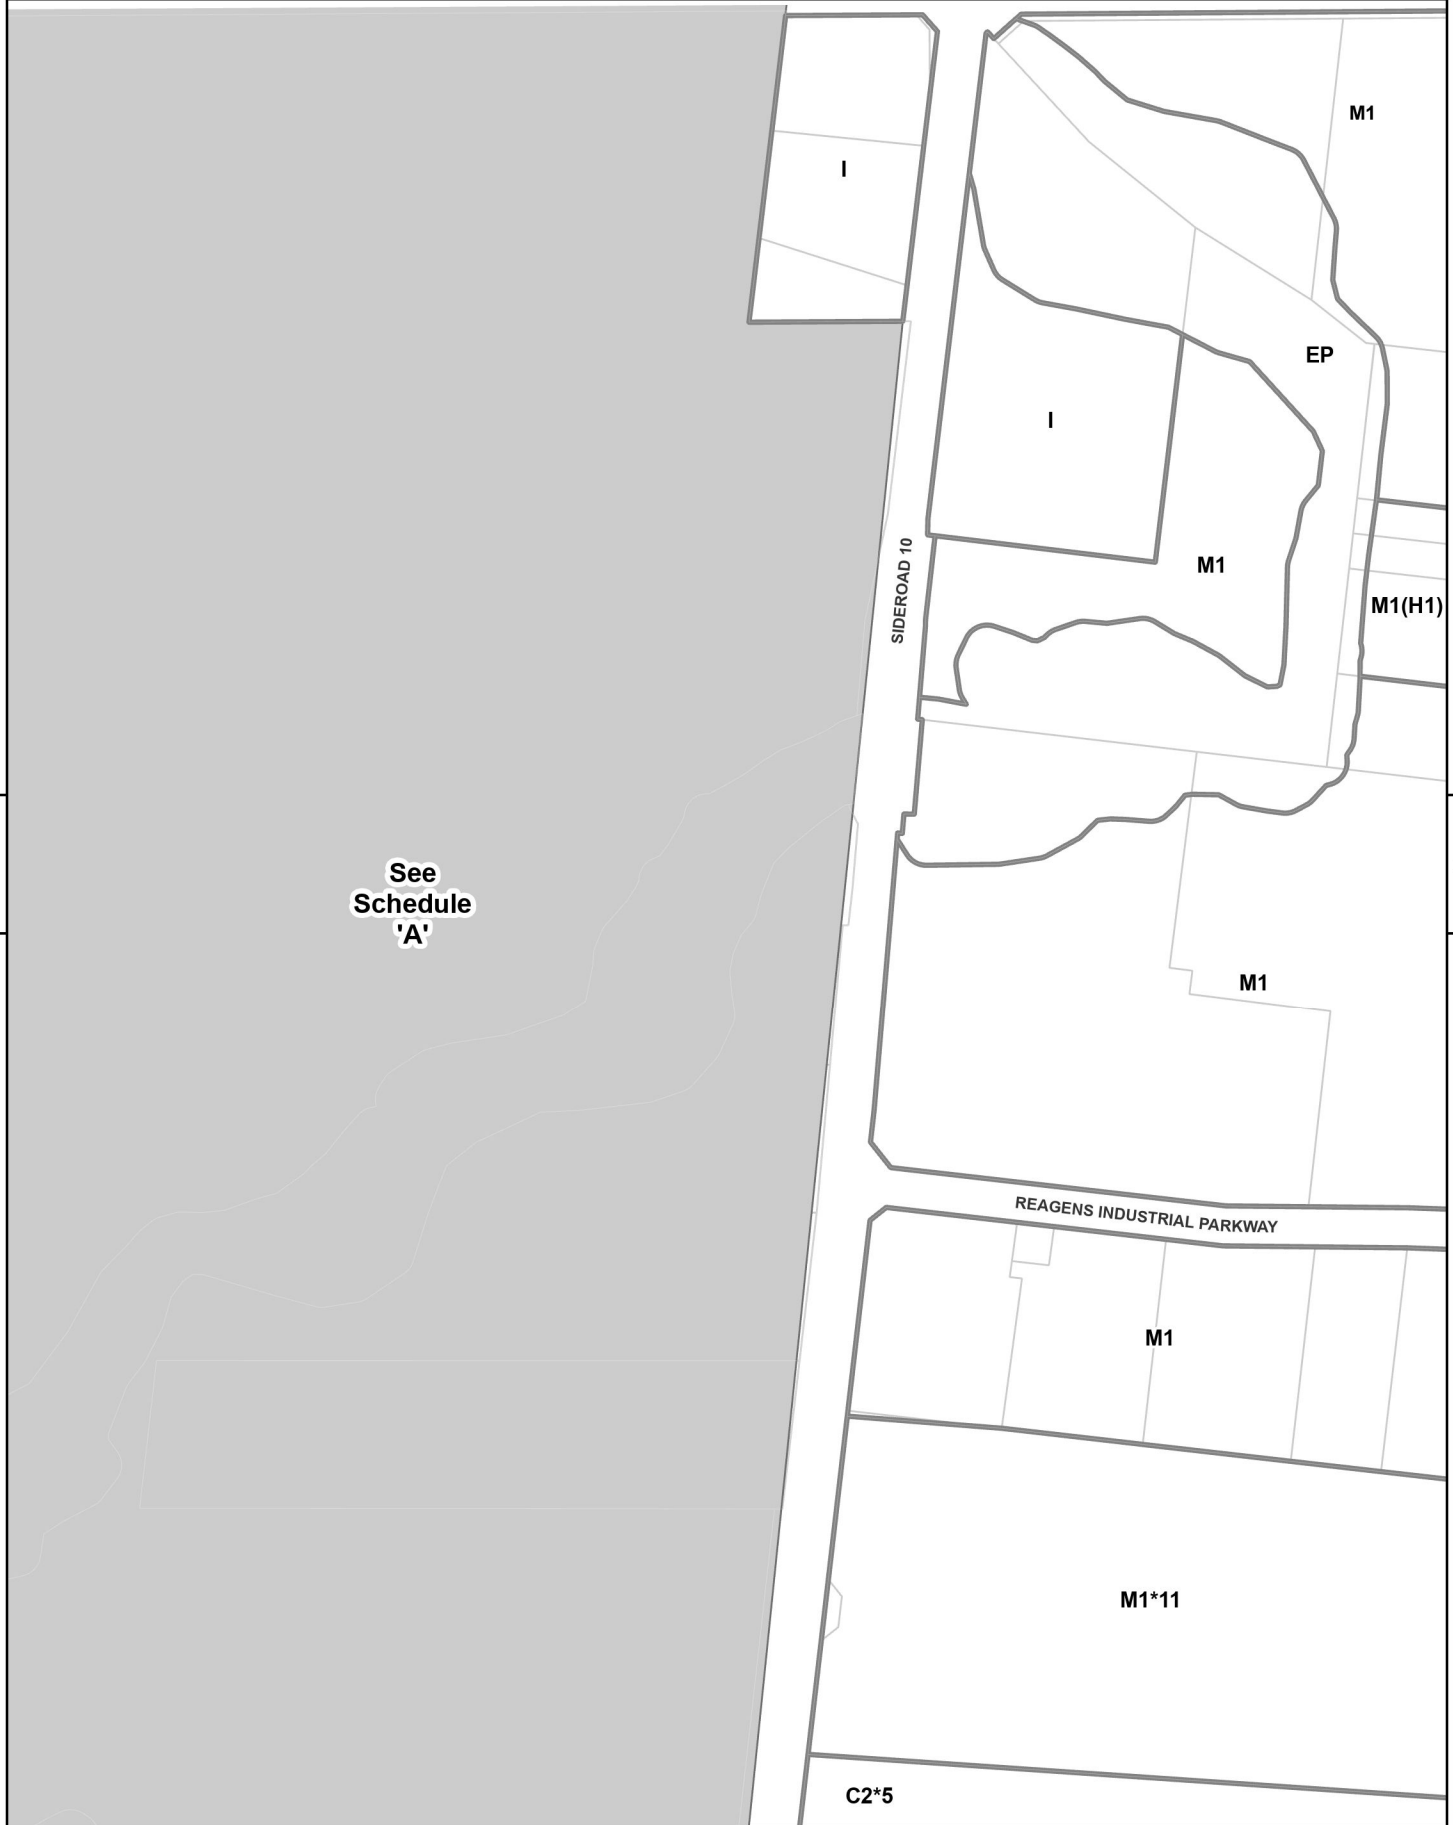 M1
I
EP
I
SIDEROAD 10
M1
M1(H1)
See
Schedule
'A'
M1
REAGENS INDUSTRIAL PARKWAY
M1
M1*11
C2*5